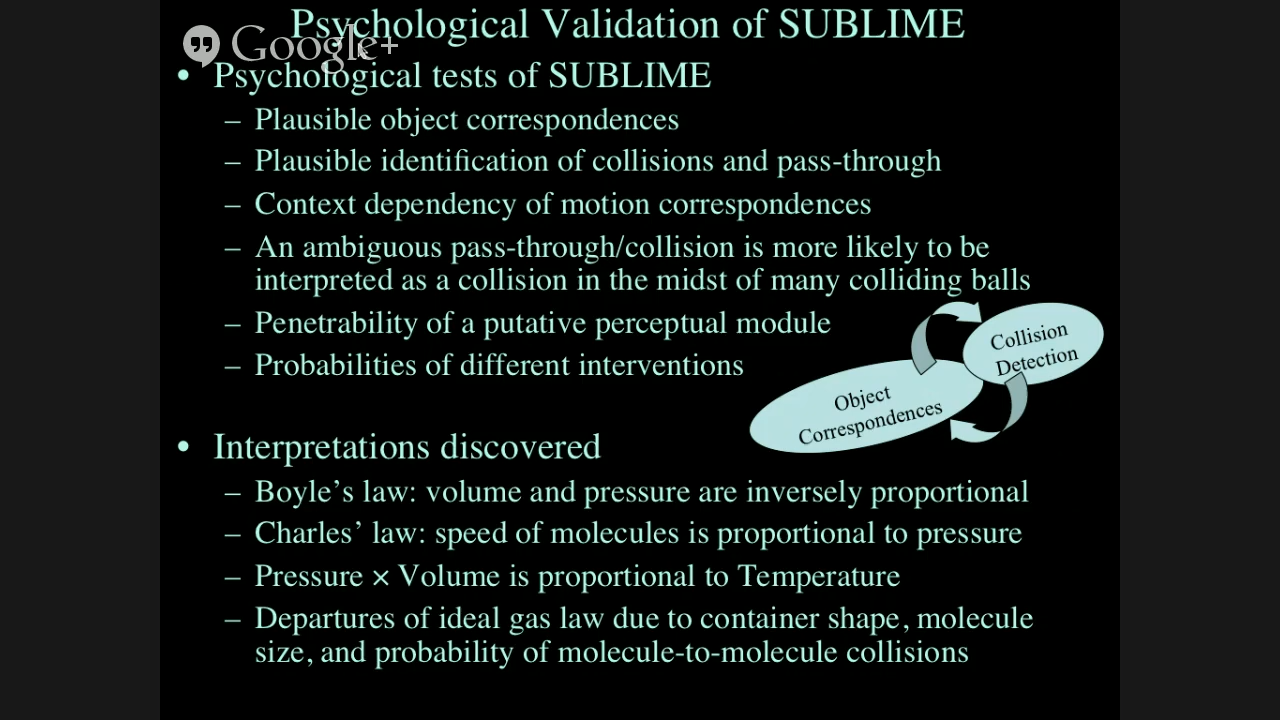 Psychological Validation of SUBLIME
Google+
• Psychological tests of SUBLIME
– Plausible object correspondences
– Plausible identification of collisions and pass-through
– Context dependency of motion correspondences
– An ambiguous pass-through/collision is more likely to be
interpreted as a collision in the midst of many colliding balls
– Penetrability of a putative perceptual module
– Probabilities of different interventions
Collision
Detection
Object
Correspondences
• Interpretations discovered
– Boyle’s law: volume and pressure are inversely proportional
– Charles’ law: speed of molecules is proportional to pressure
– Pressure × Volume is proportional to Temperature
– Departures of ideal gas law due to container shape, molecule
size, and probability of molecule-to-molecule collisions